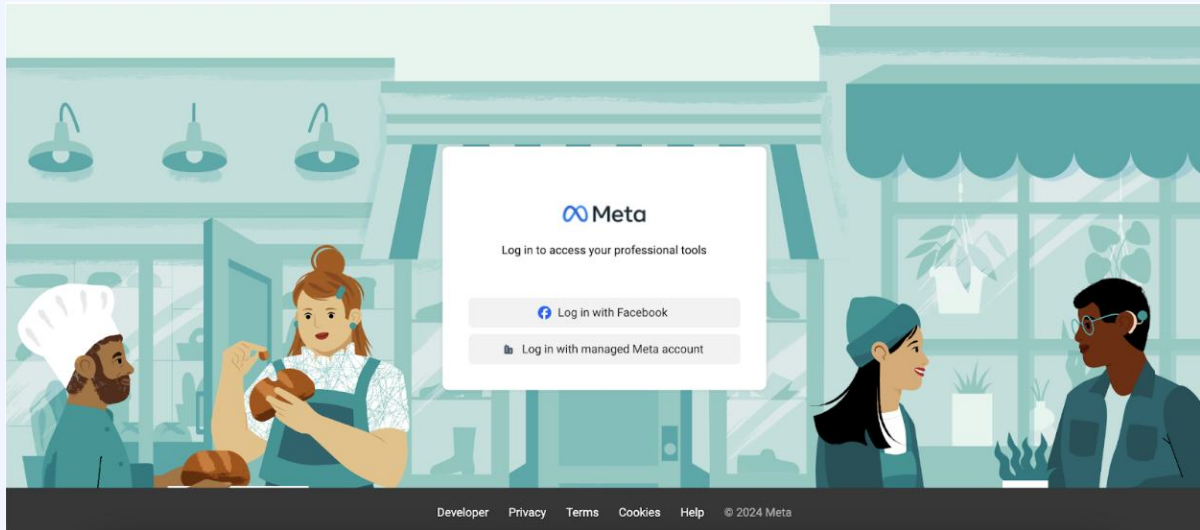 Meta
Log in to access your professional tools
Log in with Facebook
Log in with managed Meta account
Developer Privacy Terms Cookies Help © 2024 Meta